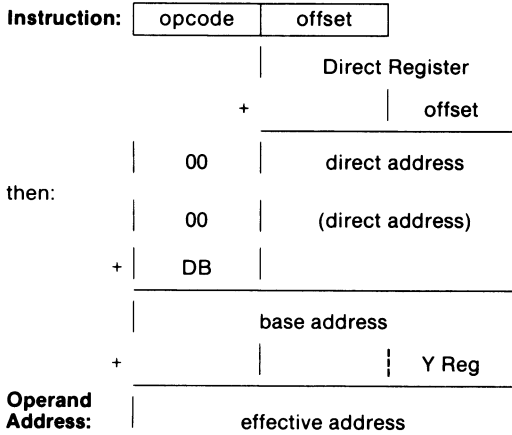 Instruction: opcode offset
Direct Register
+ offset
00 direct address
then:
00 (direct address)
+ DB
base address
+ Y Reg
Operand
Address: effective address